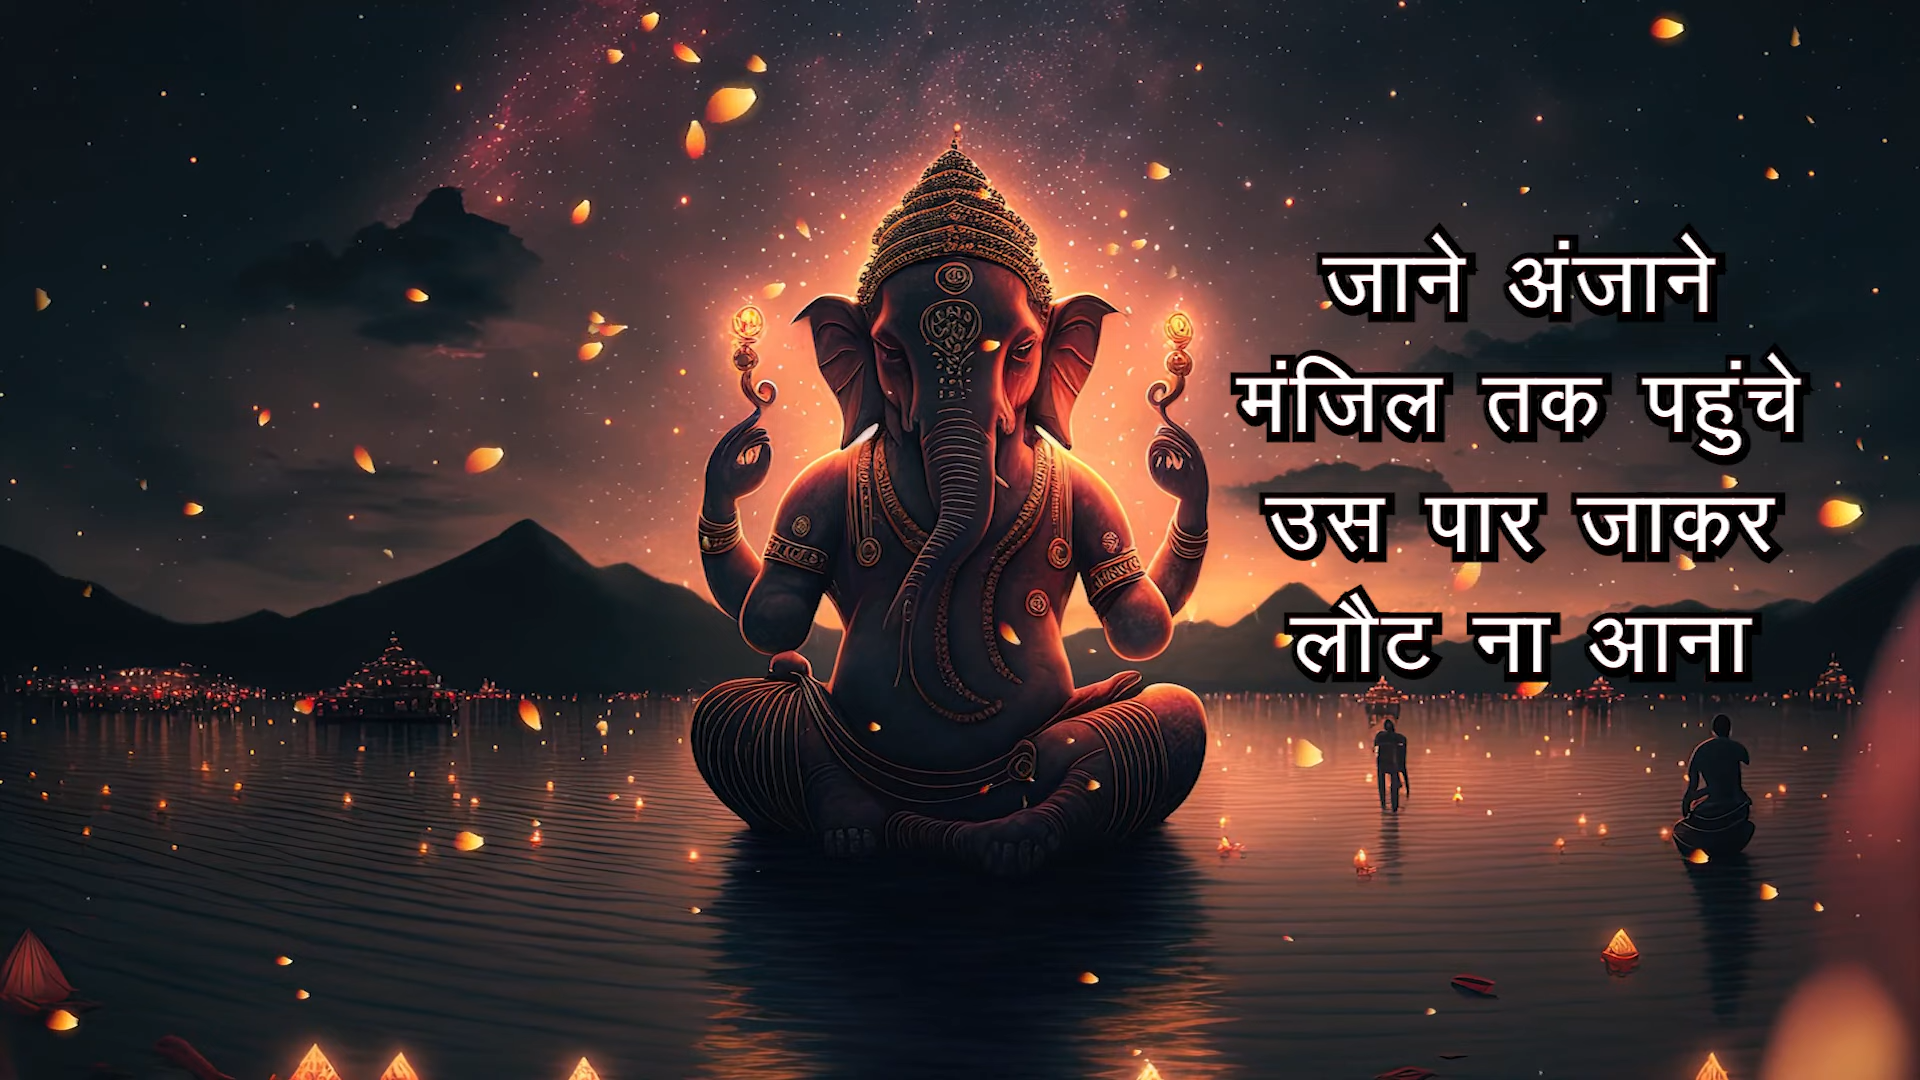 जाने अंजाने
मंजिल तक पहुंचे
उस पार जाकर
लौट ना आना